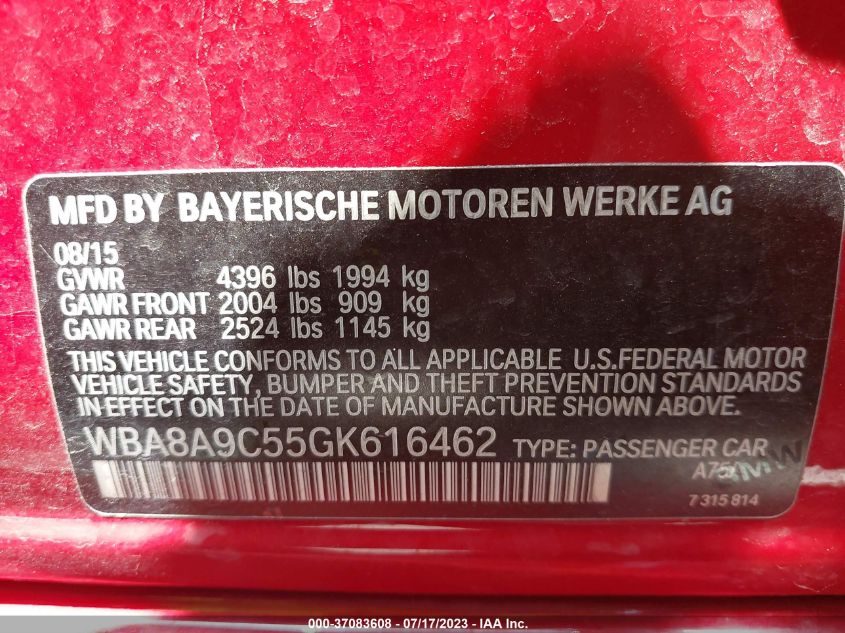 MFD BY BAYERISCHE MOTOREN WERKE AG
08/15
GVWR 4396 lbs 1994 kg
GAWR FRONT 2004 lbs 909 kg
GAWR REAR 2524 lbs 1145 kg
THIS VEHICLE CONFORMS TO ALL APPLICABLE U.S.FEDERAL MOTOR
VEHICLE SAFETY, BUMPER AND THEFT PREVENTION STANDARDS
IN EFFECT ON THE DATE OF MANUFACTURE SHOWN ABOVE.
WBA8A9C55GK616462 TYPE: PASSENGER CAR
BMW
7 315 814
000-37083608 - 07/17/2023 - IAA Inc.